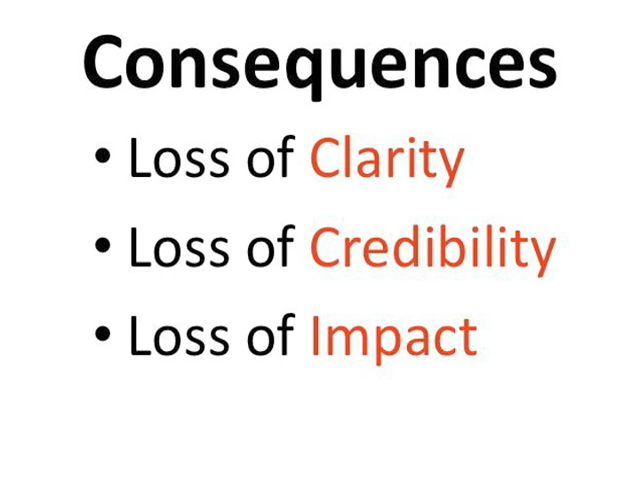 Consequences
• Loss of Clarity
• Loss of Credibility
• Loss of Impact